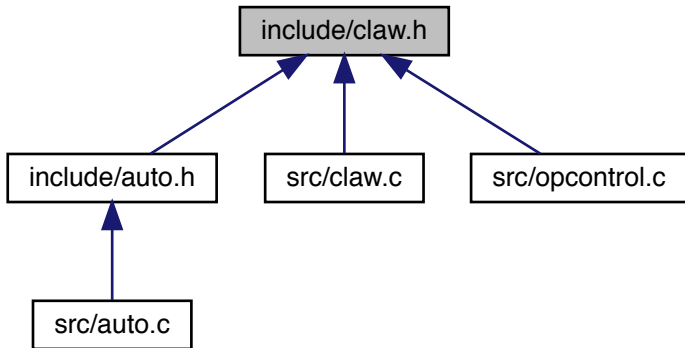 include/claw.h
include/auto.h
src/claw.c
src/opcontrol.c
src/auto.c